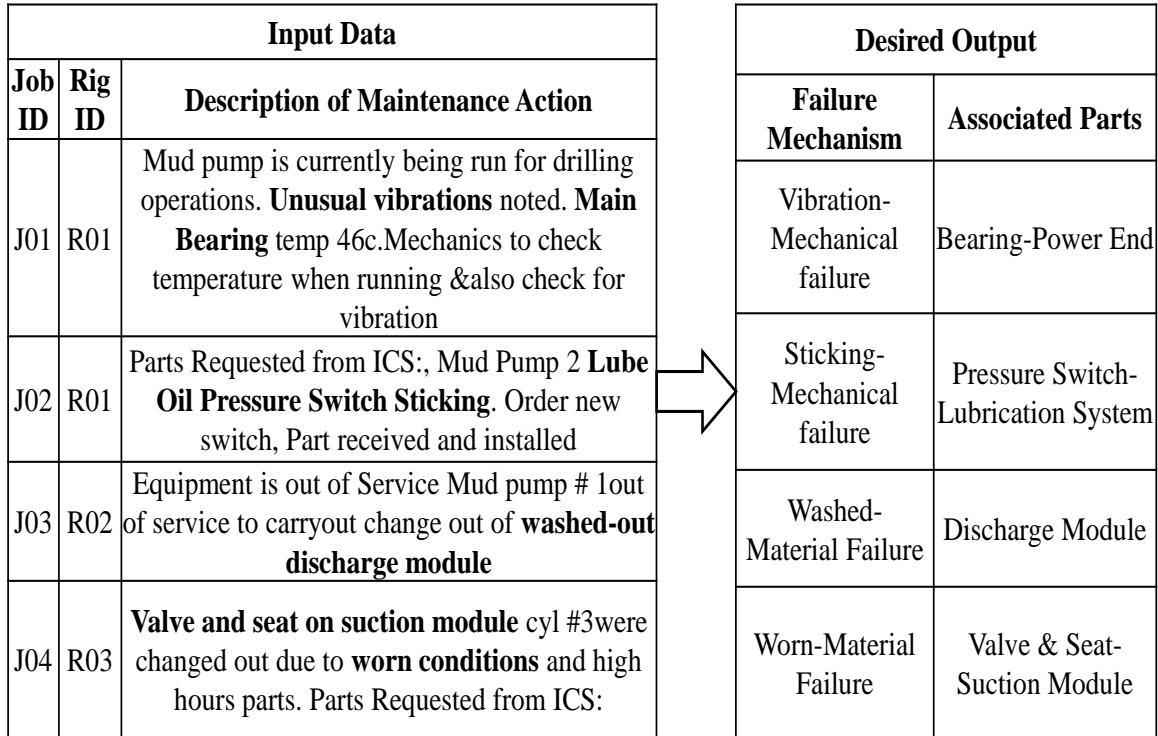 Input Data
Job ID
Rig ID
Description of Maintenance Action
J01
R01
Mud pump is currently being run for drilling
operations. Unusual vibrations noted. Main
Bearing temp 46c.Mechanics to check
temperature when running &also check for
vibration
J02
R01
Parts Requested from ICS:, Mud Pump 2 Lube
Oil Pressure Switch Sticking. Order new
switch, Part received and installed
J03
R02
Equipment is out of Service Mud pump # 1out
of service to carryout change out of washed-out
discharge module
J04
R03
Valve and seat on suction module cyl #3were
changed out due to worn conditions and high
hours parts. Parts Requested from ICS:
Desired Output
Failure
Mechanism
Associated Parts
Vibration-
Mechanical
failure
Bearing-Power End
Sticking-
Mechanical
failure
Pressure Switch-
Lubrication System
Washed-
Material Failure
Discharge Module
Worn-Material
Failure
Valve & Seat-
Suction Module